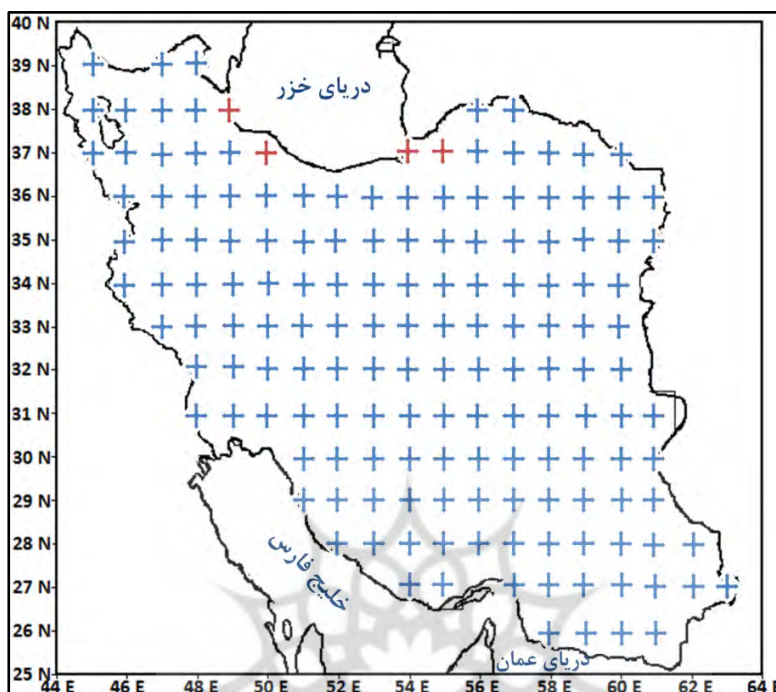 40 N
39 N
38 N
37 N
36 N
35 N
34 N
33 N
32 N
31 N
30 N
29 N
28 N
27 N
26 N
25 N
دریای خزر
خلیج فارس
دریای عمان
44 E 46 E 48 E 50 E 52 E 54 E 56 E 58 E 60 E 62 E 64 E